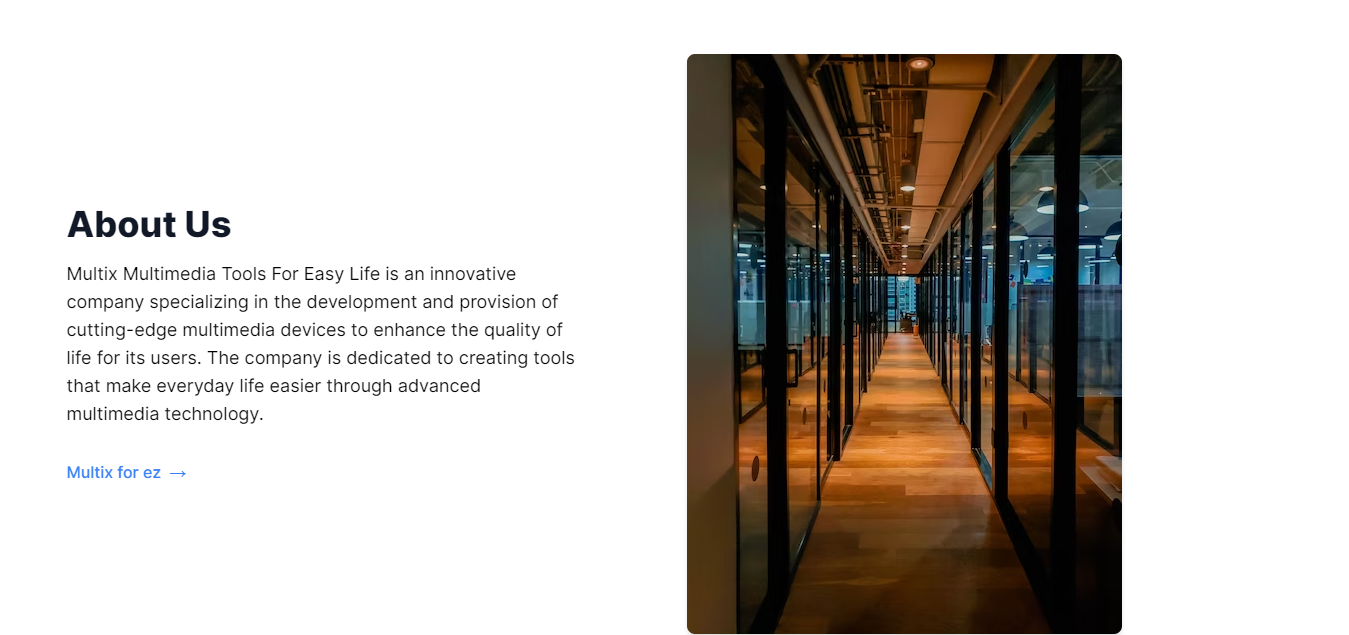 About Us
Multix Multimedia Tools For Easy Life is an innovative
company specializing in the development and provision of
cutting-edge multimedia devices to enhance the quality of
life for its users. The company is dedicated to creating tools
that make everyday life easier through advanced
multimedia technology.
Multix for ez →